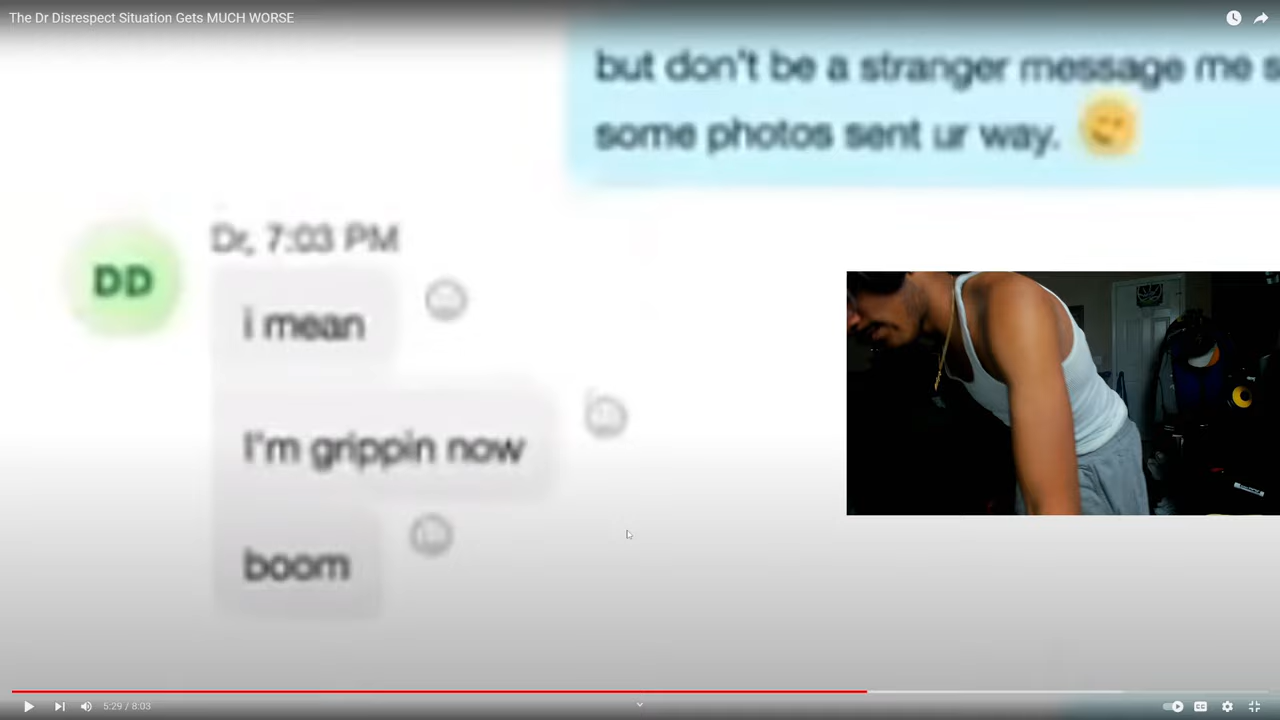 The Dr Disrespect Situation Gets MUCH WORSE
but don't be a stranger message me s
some photos sent ur way.
Dr, 7:03 PM
DD
i mean
I'm grippin now
boom
5:29 / 8:03